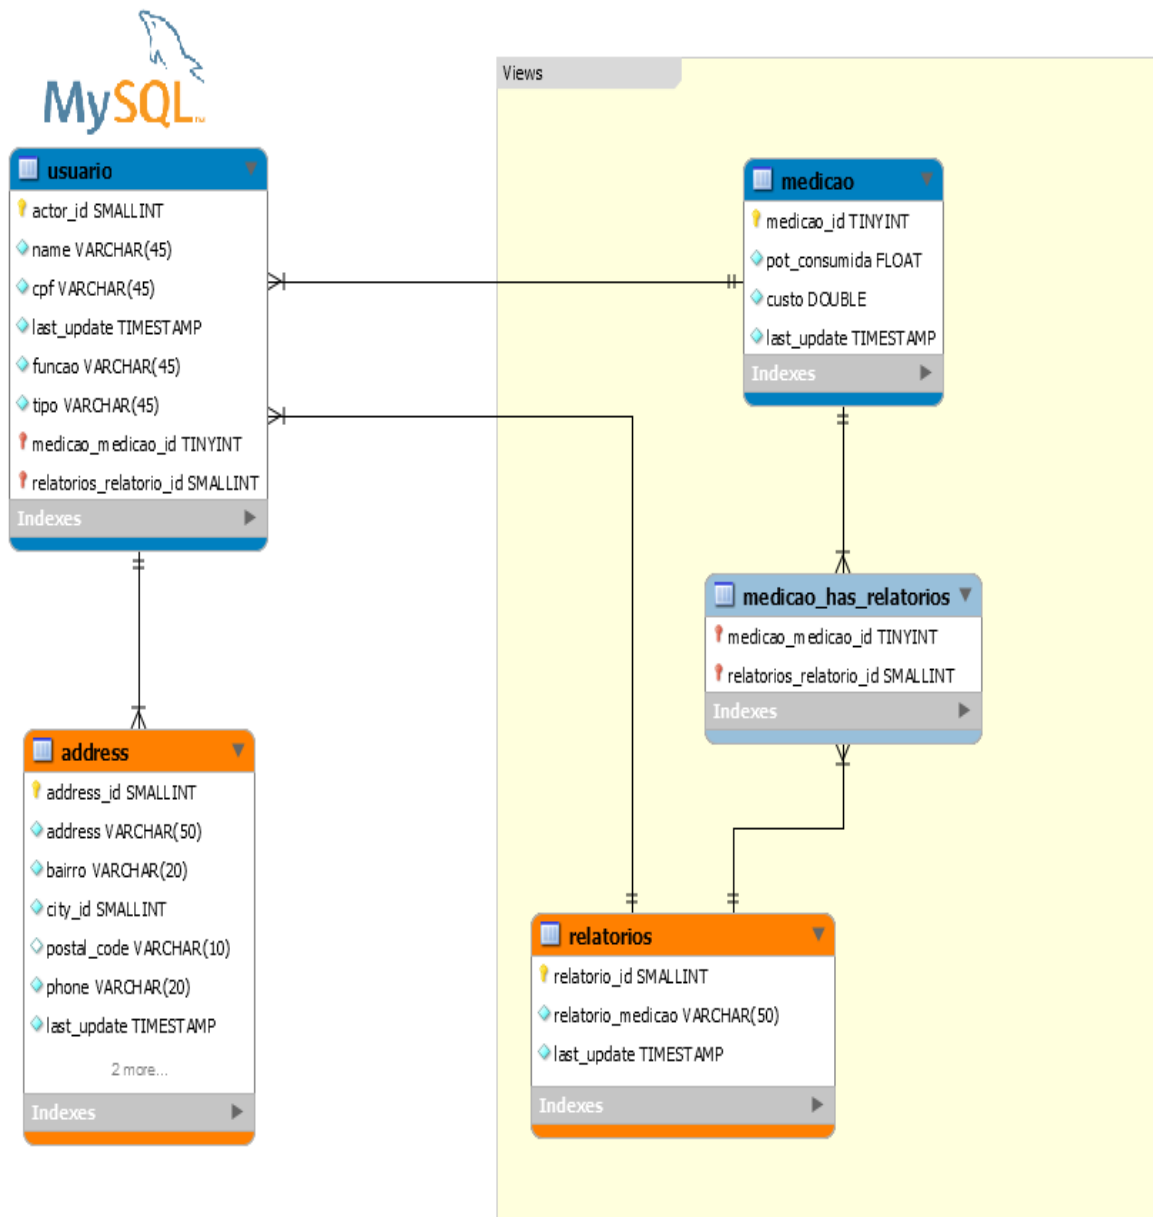 MySQL™
Views
usuario
actor_id SMALLINT
name VARCHAR(45)
cpf VARCHAR(45)
last_update TIMESTAMP
funcao VARCHAR(45)
tipo VARCHAR(45)
medicao_medicao_id TINYINT
relatorios_relatorio_id SMALLINT
Indexes
medicao
medicao_id TINYINT
pot_consumida FLOAT
custo DOUBLE
last_update TIMESTAMP
Indexes
medicao_has_relatorios
medicao_medicao_id TINYINT
relatorios_relatorio_id SMALLINT
Indexes
address
address_id SMALLINT
address VARCHAR(50)
bairro VARCHAR(20)
city_id SMALLINT
postal_code VARCHAR(10)
phone VARCHAR(20)
last_update TIMESTAMP
2 more...
Indexes
relatorios
relatorio_id SMALLINT
relatorio_medicao VARCHAR(50)
last_update TIMESTAMP
Indexes